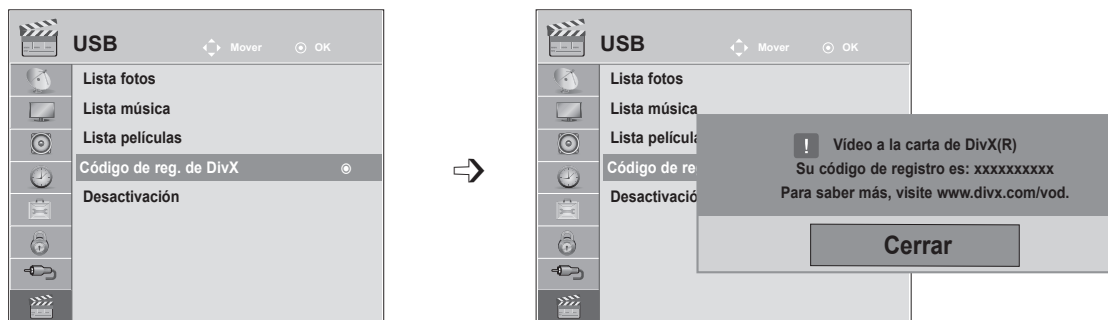 USB
Mover
OK
Lista fotos
Lista música
Lista películas
Código de reg. de DivX
Desactivación
USB
Mover
OK
Lista fotos
Lista música
Lista películ
Código de re
Desactivació
! Vídeo a la carta de DivX(R)
Su código de registro es: xxxxxxxxxx
Para saber más, visite www.divx.com/vod.
Cerrar